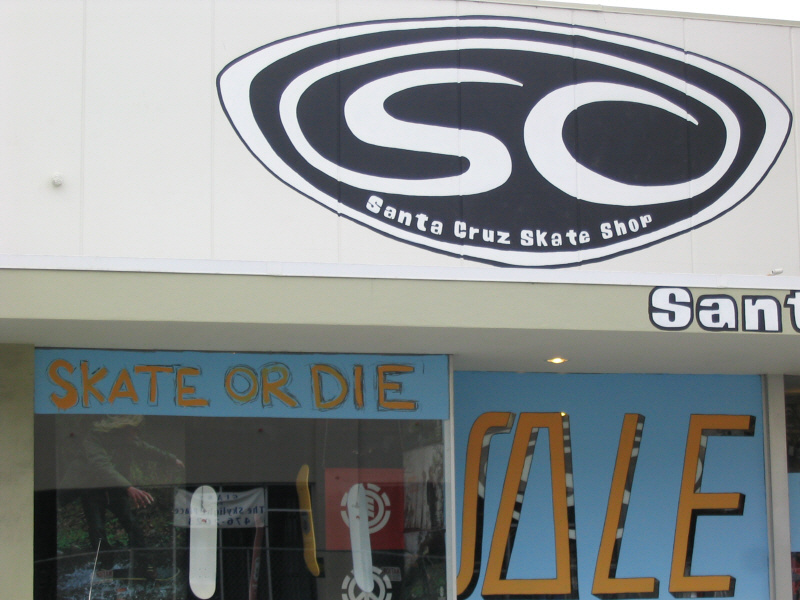 SC
Santa Cruz Skate Shop
Sant
SKATE OR DIE
SALE